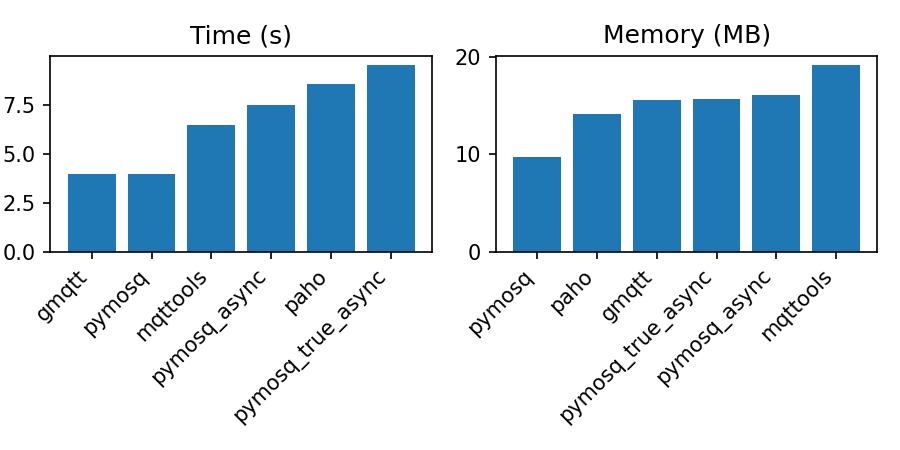 Time (s)
7.5
5.0
2.5
0.0
gmqtt
pymosq
mqttools
pymosq_async
paho
pymosq_true_async
Memory (MB)
20
10
0
pymosq
paho
gmqtt
pymosq_true_async
pymosq_async
mqttools